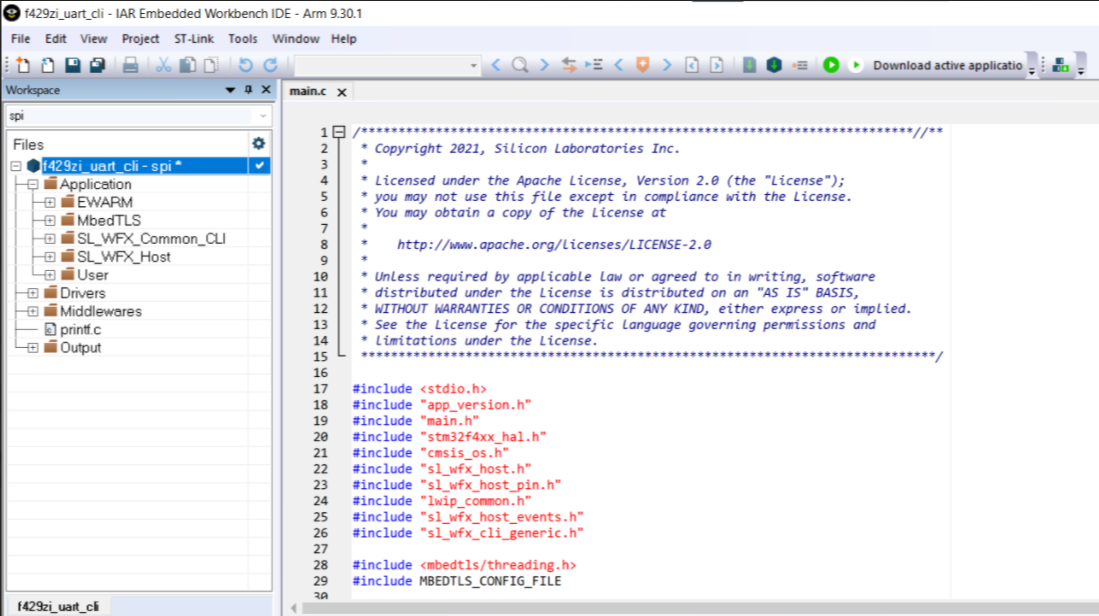 f429zi_uart_cli - IAR Embedded Workbench IDE - Arm 9.30.1
File Edit View Project ST-Link Tools Window Help
Download active applicatio
Workspace
main.c
spi
Files
f429zi_uart_cli - spi *
Application
EWARM
MbedTLS
SL_WFX_Common_CLI
SL_WFX_Host
User
Drivers
Middlewares
printf.c
Output
f429zi_uart_cli
1 /**************************************************************************//**
2 * Copyright 2021, Silicon Laboratories Inc.
3 *
4 * Licensed under the Apache License, Version 2.0 (the "License");
5 * you may not use this file except in compliance with the License.
6 * You may obtain a copy of the License at
7 *
8 * http://www.apache.org/licenses/LICENSE-2.0
9 *
10 * Unless required by applicable law or agreed to in writing, software
11 * distributed under the License is distributed on an "AS IS" BASIS,
12 * WITHOUT WARRANTIES OR CONDITIONS OF ANY KIND, either express or implied.
13 * See the License for the specific language governing permissions and
14 * limitations under the License.
15 *****************************************************************************/
16
17 #include <stdio.h>
18 #include "app_version.h"
19 #include "main.h"
20 #include "stm32f4xx_hal.h"
21 #include "cmsis_os.h"
22 #include "sl_wfx_host.h"
23 #include "sl_wfx_host_pin.h"
24 #include "lwip_common.h"
25 #include "sl_wfx_host_events.h"
26 #include "sl_wfx_cli_generic.h"
27
28 #include <mbedtls/threading.h>
29 #include MBEDTLS_CONFIG_FILE
30